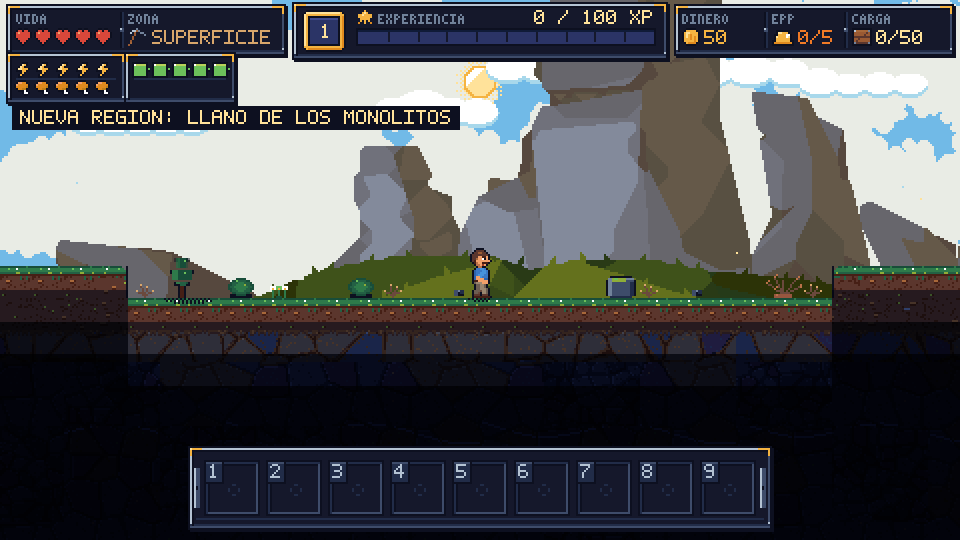 VIDA
ZONA
SUPERFICIE
1
EXPERIENCIA
0 / 100 XP
DINERO
50
EPP
0/5
CARGA
0/50
NUEVA REGION: LLANO DE LOS MONOLITOS
1 2 3 4 5 6 7 8 9